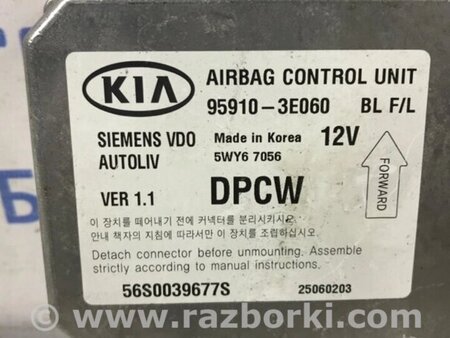 KIA AIRBAG CONTROL UNIT
95910-3E060 BL F/L
SIEMENS VDO Made in Korea 12V
AUTOLIV 5WY6 7056
VER 1.1 DPCW
FORWARD
이 장치를 떼어내기 전에 커넥터를 분리시키시오.
안내 책자의 지침에 따라서만 이 장치를 조립하십시오.
Detach connector before unmounting. Assemble
strictly according to manual instructions.
56S0039677S 25060203
www.razborki.com